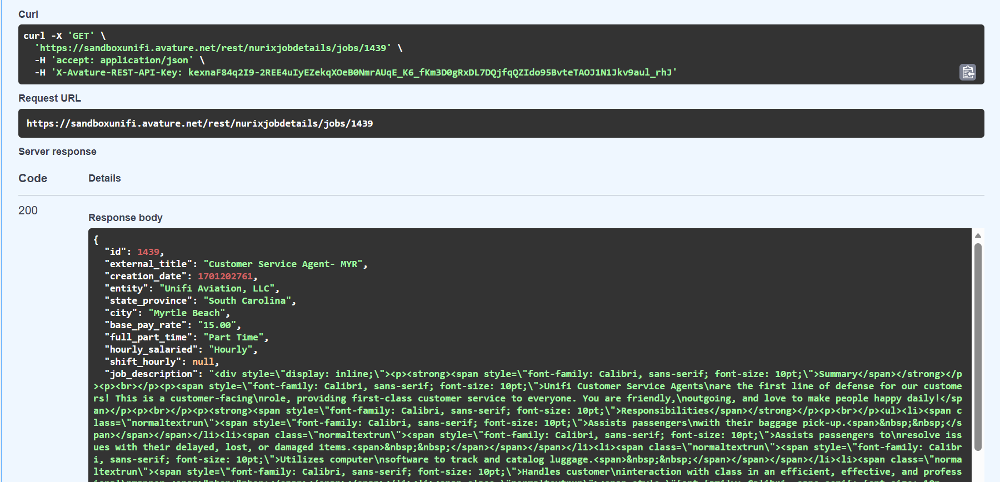 Curl
curl -X 'GET' \
'https://sandboxunifi.avature.net/rest/nurixjobdetails/jobs/1439' \
-H 'accept: application/json' \
-H 'X-Avature-REST-API-Key: kexnaF84q2I9-2REE4uIyEZekqXOeB0NmrAUqE_K6_fKm3D0gRxDL7DQjfqQZIdo95BvteTAOJ1N1Jkv9aul_rhJ'
Request URL
https://sandboxunifi.avature.net/rest/nurixjobdetails/jobs/1439
Server response
Code Details
200
Response body
{
"id": 1439,
"external_title": "Customer Service Agent- MYR",
"creation_date": 1701202761,
"entity": "Unifi Aviation, LLC",
"state_province": "South Carolina",
"city": "Myrtle Beach",
"base_pay_rate": "15.00",
"full_part_time": "Part Time",
"hourly_salaried": "Hourly",
"shift_hourly": null,
"job_description": "<div style=\"display: inline;\"><p><strong><span style=\"font-family: Calibri, sans-serif; font-size: 10pt;\">Summary</span></strong></p
><p><br></p><p><span style=\"font-family: Calibri, sans-serif; font-size: 10pt;\">Unifi Customer Service Agents\nare the first line of defense for our custome
rs! This is a customer-facing\nrole, providing first-class customer service to everyone. You are friendly,\noutgoing, and love to make people happy daily!</sp
an></p><p><br></p><p><strong><span style=\"font-family: Calibri, sans-serif; font-size: 10pt;\">Responsibilities</span></strong></p><p><br></p><ul><li><span c
lass=\"normaltextrun\"><span style=\"font-family: Calibri, sans-serif; font-size: 10pt;\">Assists passengers\nwith their baggage pick-up.<span>&nbsp;&nbsp;</s
pan></span></span></li><li><span class=\"normaltextrun\"><span style=\"font-family: Calibri, sans-serif; font-size: 10pt;\">Assists passengers to\nresolve iss
ues with their delayed, lost, or damaged items.<span>&nbsp;&nbsp;</span></span></span></li><li><span class=\"normaltextrun\"><span style=\"font-family: Calibr
i, sans-serif; font-size: 10pt;\">Utilizes computer\nsoftware to track and catalog luggage.<span>&nbsp;&nbsp;</span></span></span></li><li><span class=\"norma
ltextrun\"><span style=\"font-family: Calibri, sans-serif; font-size: 10pt;\">Handles customer\ninteraction with class in an efficient, effective, and profess